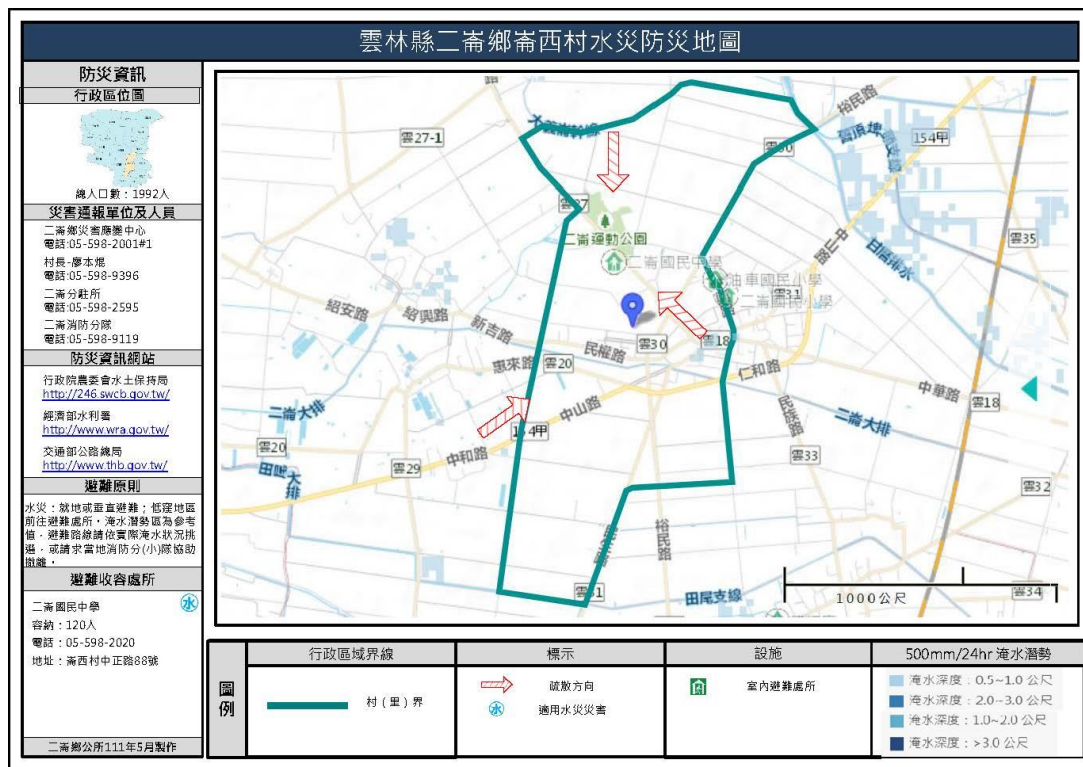 雲林縣二崙鄉崙西村水災防災地圖
防災資訊
行政區位圖
總人口數：1992人
災害通報單位及人員
二崙鄉災害應變中心
電話:05-598-2001#1
村長-廖本焜
電話:05-598-9396
二崙分駐所
電話:05-598-2595
二崙消防分隊
電話:05-598-9119
防災資訊網站
行政院農委會水土保持局
http://246.swcb.gov.tw/
經濟部水利署
http://www.wra.gov.tw/
交通部公路總局
http://www.thb.gov.tw/
避難原則
水災：就地或垂直避難；低窪地區
前往避難處所，淹水潛勢區為參考
值，避難路線請依實際淹水狀況挑
選，或請求當地消防分(小)隊協助
撤離。
避難收容處所
二崙國民中學
水
容納：120人
電話：05-598-2020
地址：崙西村中正路88號
二崙鄉公所111年5月製作
雲27-1
大義崙幹線
裕民路
154甲
雲27
二崙運動公園
二崙國民中學
油車國民小學
二崙國民小學
雲35
雲31
中山路
紹安路
紹興路
新吉路
惠來路
雲20
民權路
雲30
雲18
仁和路
中華路
雲18
二崙大排
二崙大排
中山路
中和路
雲20
雲29
雲33
雲32
裕民路
田尾支線
雲34
1000公尺
圖例
行政區域界線
標示
設施
500mm/24hr 淹水潛勢
村（里）界
疏散方向
水
適用水災災害
室內避難處所
淹水深度：0.5~1.0 公尺
淹水深度：2.0~3.0 公尺
淹水深度：1.0~2.0 公尺
淹水深度：>3.0 公尺